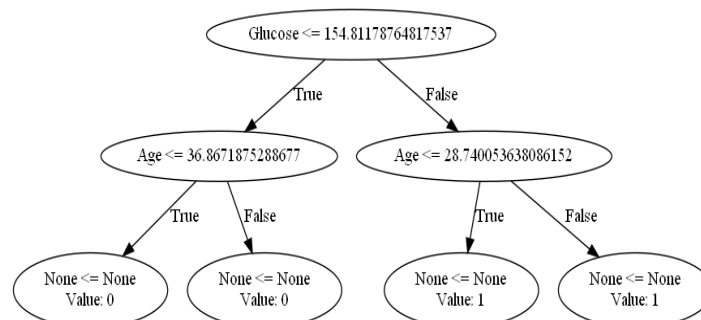 Glucose <= 154.81178764817537
True
False
Age <= 36.8671875288677
Age <= 28.740053638086152
True
False
True
False
None <= None
Value: 0
None <= None
Value: 0
None <= None
Value: 1
None <= None
Value: 1